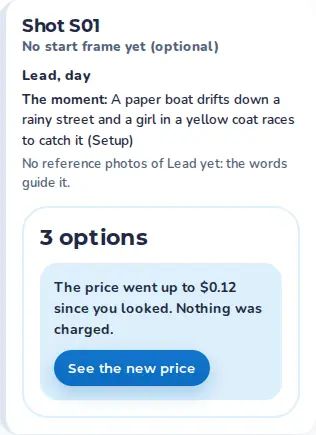 Shot S01
No start frame yet (optional)
Lead, day
The moment: A paper boat drifts down a
rainy street and a girl in a yellow coat races
to catch it (Setup)
No reference photos of Lead yet: the words
guide it.
3 options
The price went up to $0.12
since you looked. Nothing was
charged.
See the new price